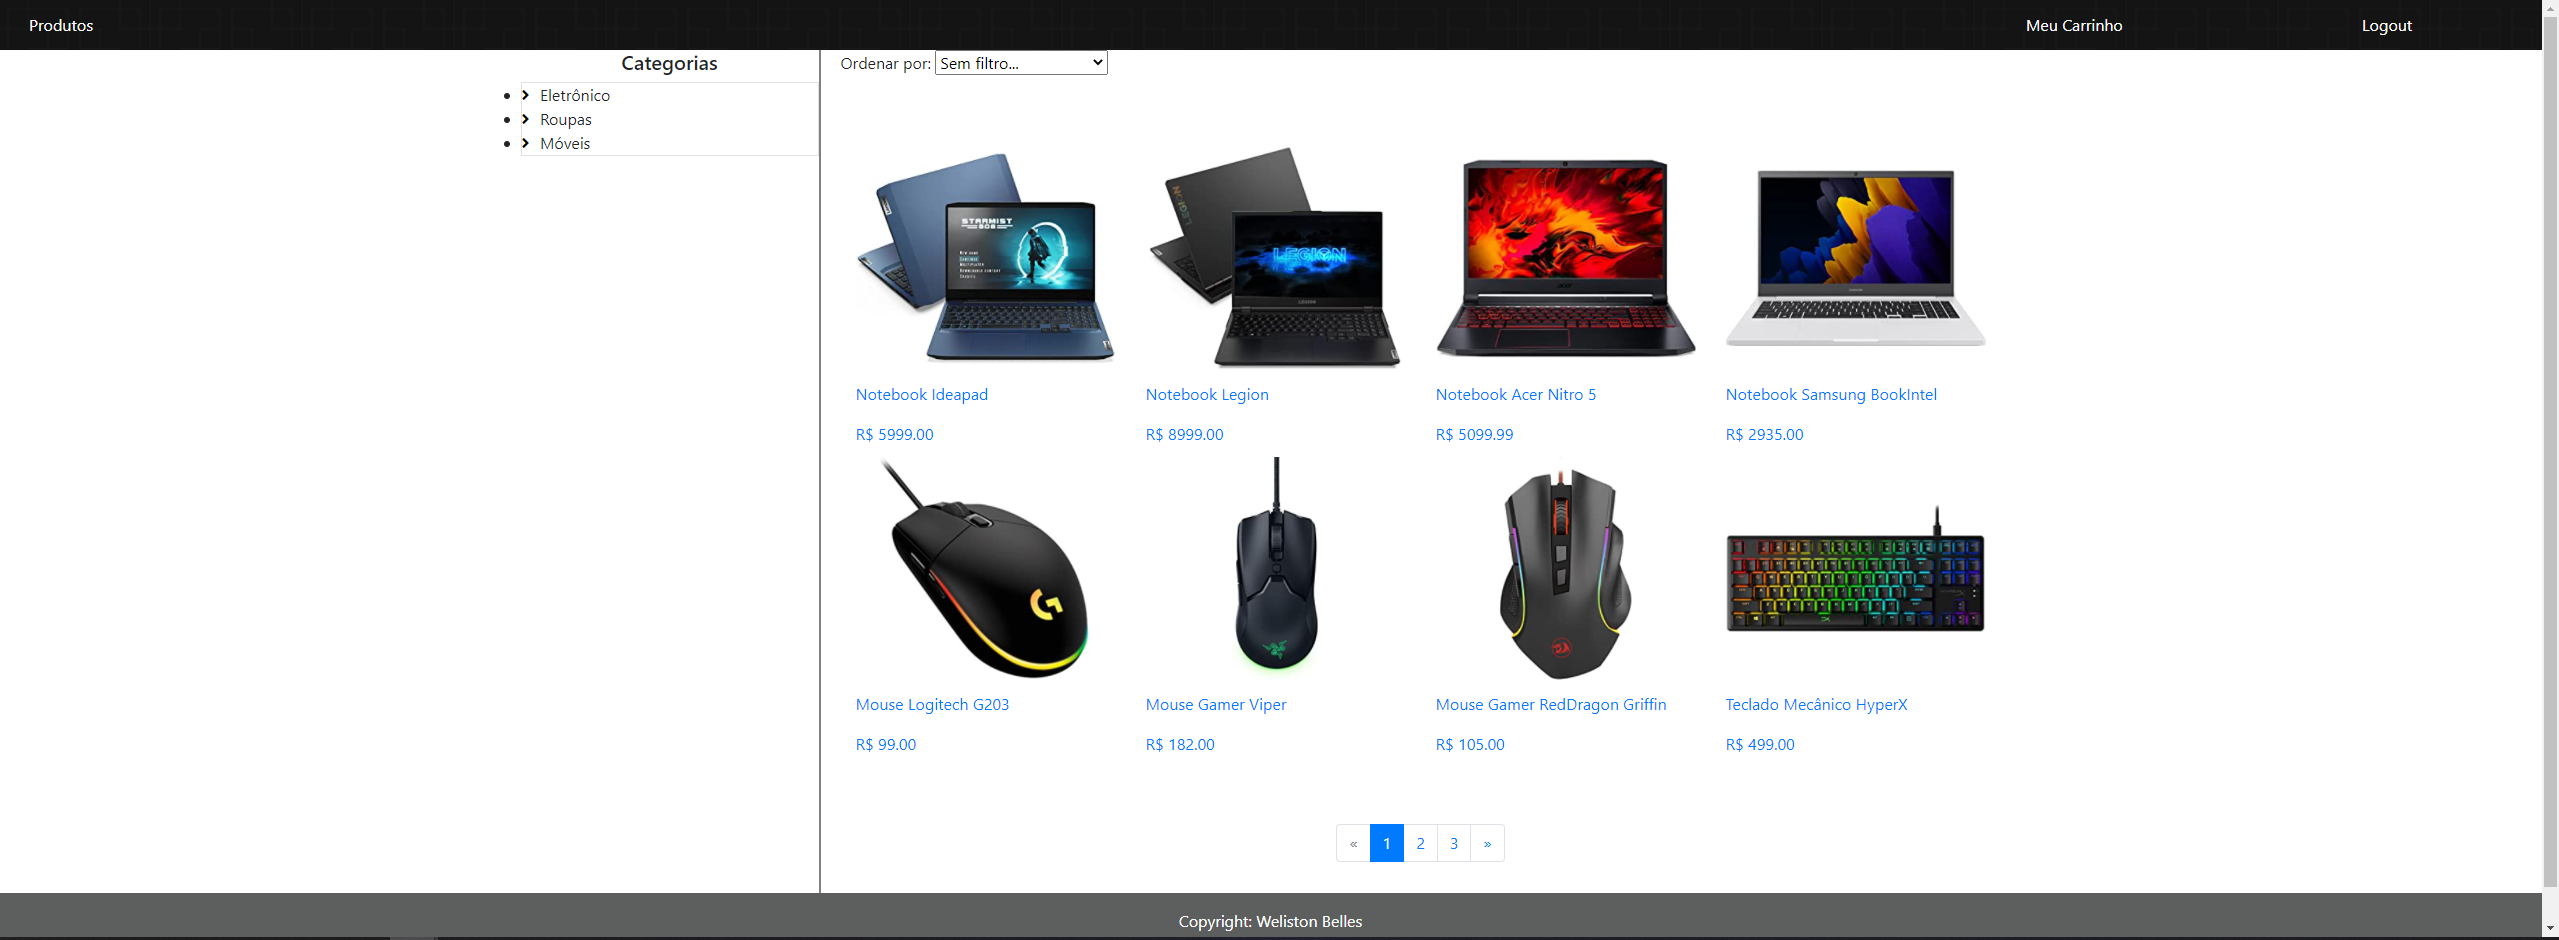 Produtos
Meu Carrinho
Logout
Categorias
Eletrônico
Roupas
Móveis
Ordenar por: Sem filtro...
STARMIST
LEGION
LEGION
Notebook Ideapad
R$ 5999.00
Notebook Legion
R$ 8999.00
Notebook Acer Nitro 5
R$ 5099.99
Notebook Samsung BookIntel
R$ 2935.00
Mouse Logitech G203
R$ 99.00
Mouse Gamer Viper
R$ 182.00
Mouse Gamer RedDragon Griffin
R$ 105.00
Teclado Mecânico HyperX
R$ 499.00
« 1 2 3 »
Copyright: Weliston Belles